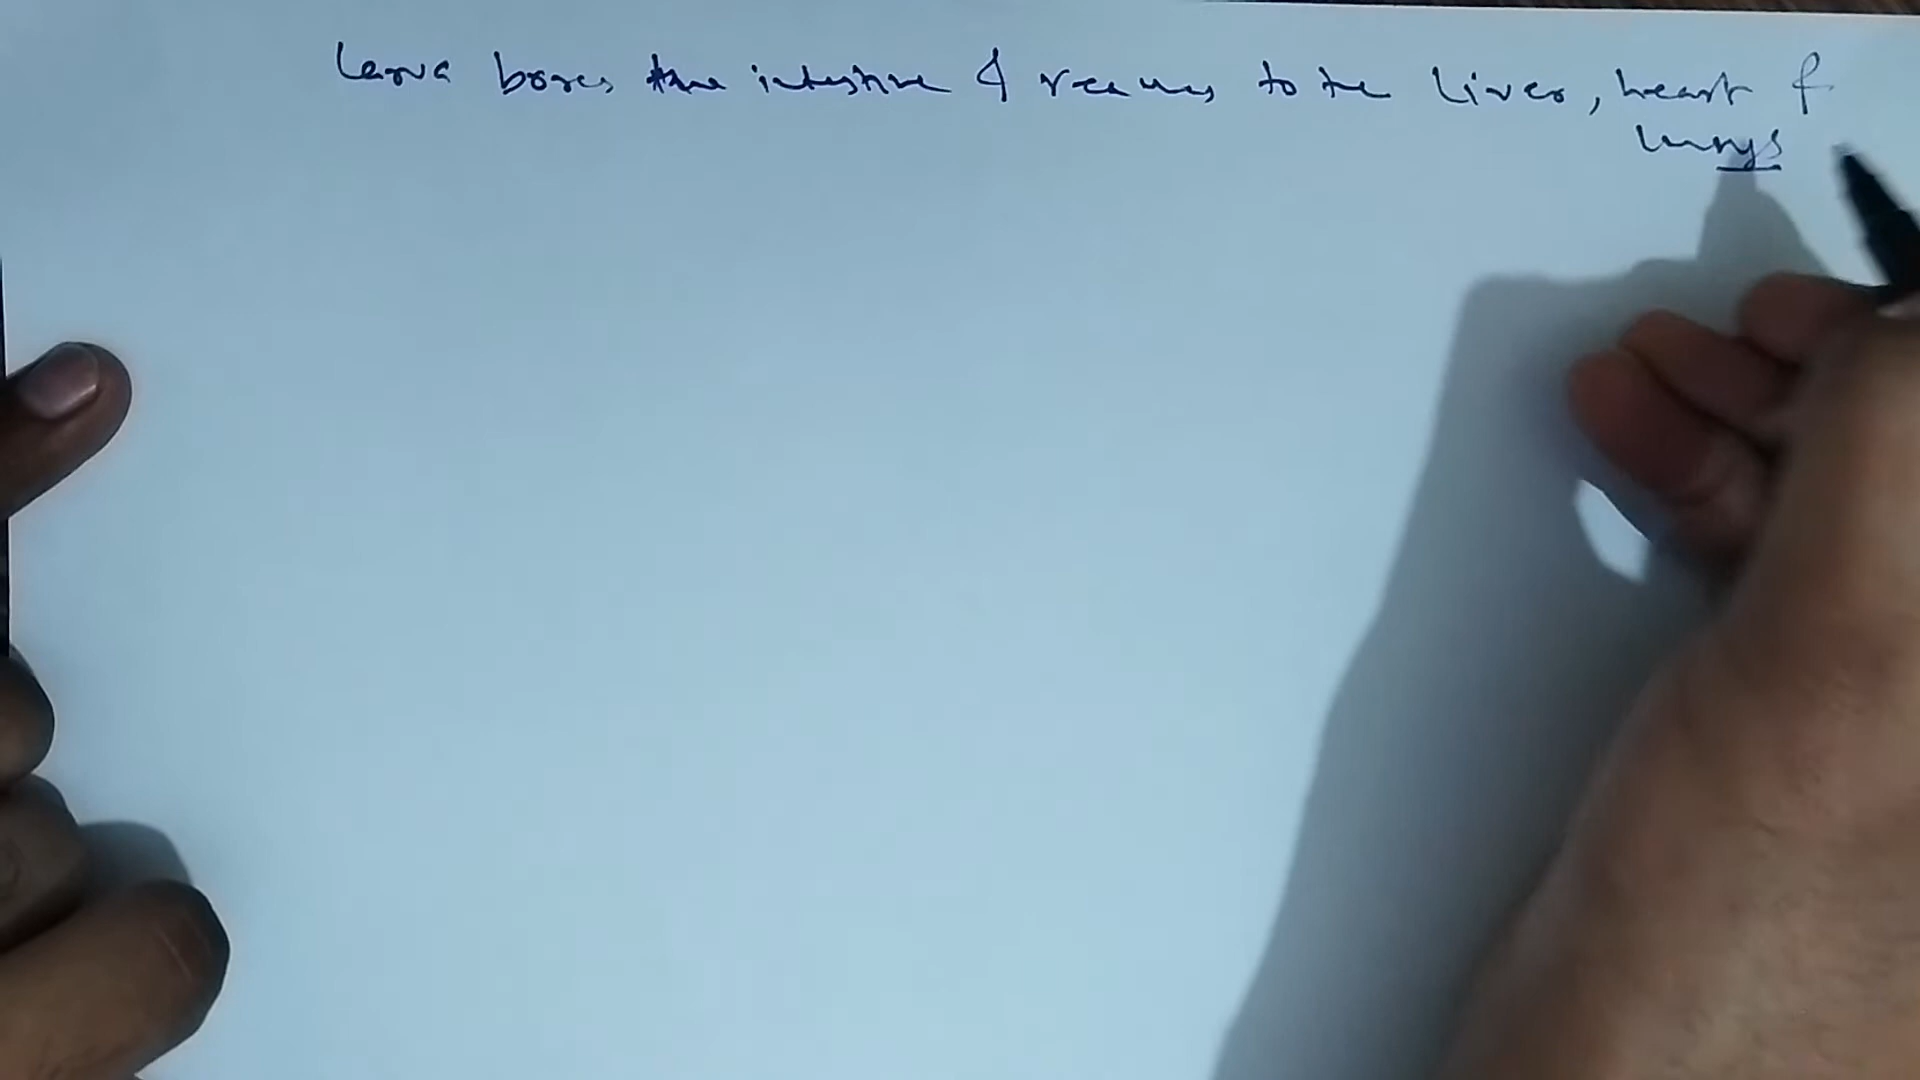 Larva bores the intestine & reaches to the liver, heart &
lungs